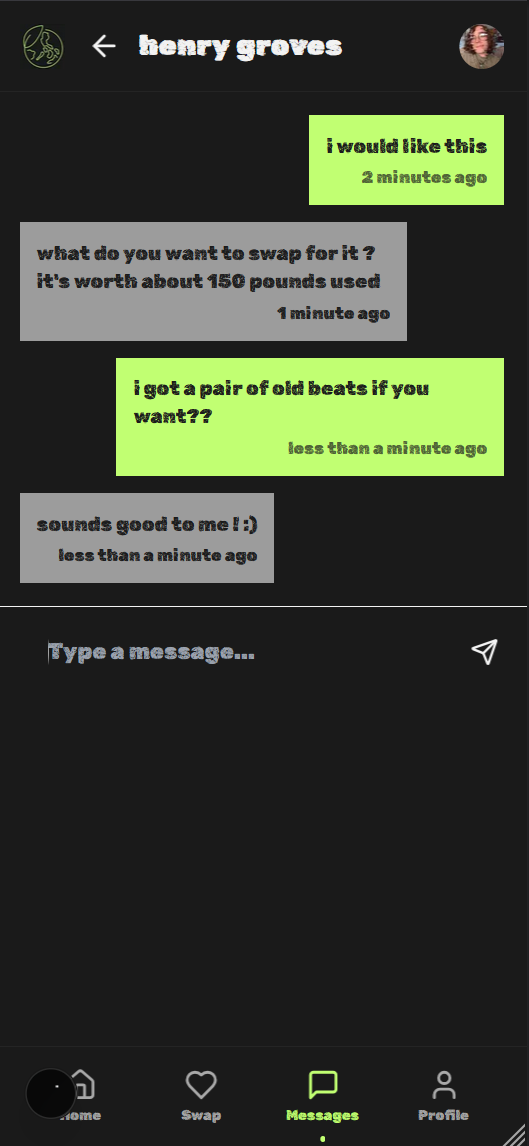 henry groves
i would like this
2 minutes ago
what do you want to swap for it ?
it's worth about 150 pounds used
1 minute ago
i got a pair of old beats if you
want??
less than a minute ago
sounds good to me ! :)
less than a minute ago
Type a message...
Swap
Messages
Profile